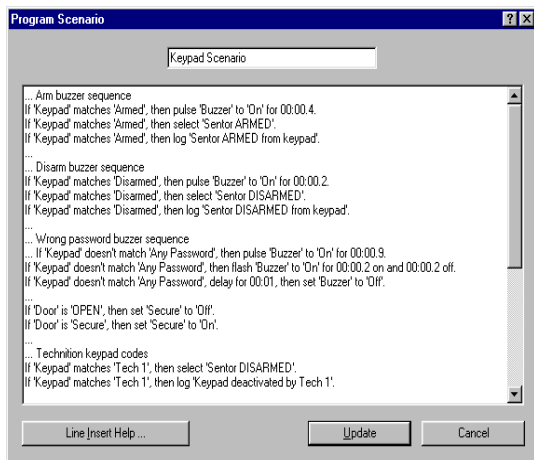 Program Scenario
Keypad Scenario
... Arm buzzer sequence
If 'Keypad' matches 'Armed', then pulse 'Buzzer' to 'On' for 00:00.4.
If 'Keypad' matches 'Armed', then select 'Sentor ARMED'.
If 'Keypad' matches 'Armed', then log 'Sentor ARMED from keypad'.
...
... Disarm buzzer sequence
If 'Keypad' matches 'Disarmed', then pulse 'Buzzer' to 'On' for 00:00.2.
If 'Keypad' matches 'Disarmed', then select 'Sentor DISARMED'.
If 'Keypad' matches 'Disarmed', then log 'Sentor DISARMED from keypad'.
...
... Wrong password buzzer sequence
... If 'Keypad' doesn't match 'Any Password', then pulse 'Buzzer' to 'On' for 00:00.9.
If 'Keypad' doesn't match 'Any Password', then flash 'Buzzer' to 'On' for 00:00.2 on and 00:00.2 off.
If 'Keypad' doesn't match 'Any Password', delay for 00:01, then set 'Buzzer' to 'Off'.
...
If 'Door' is 'OPEN', then set 'Secure' to 'Off'.
If 'Door' is 'Secure', then set 'Secure' to 'On'.
...
... Technition keypad codes
If 'Keypad' matches 'Tech 1', then select 'Sentor DISARMED'.
If 'Keypad' matches 'Tech 1', then log 'Keypad deactivated by Tech 1'.
Line Insert Help ...
Update
Cancel